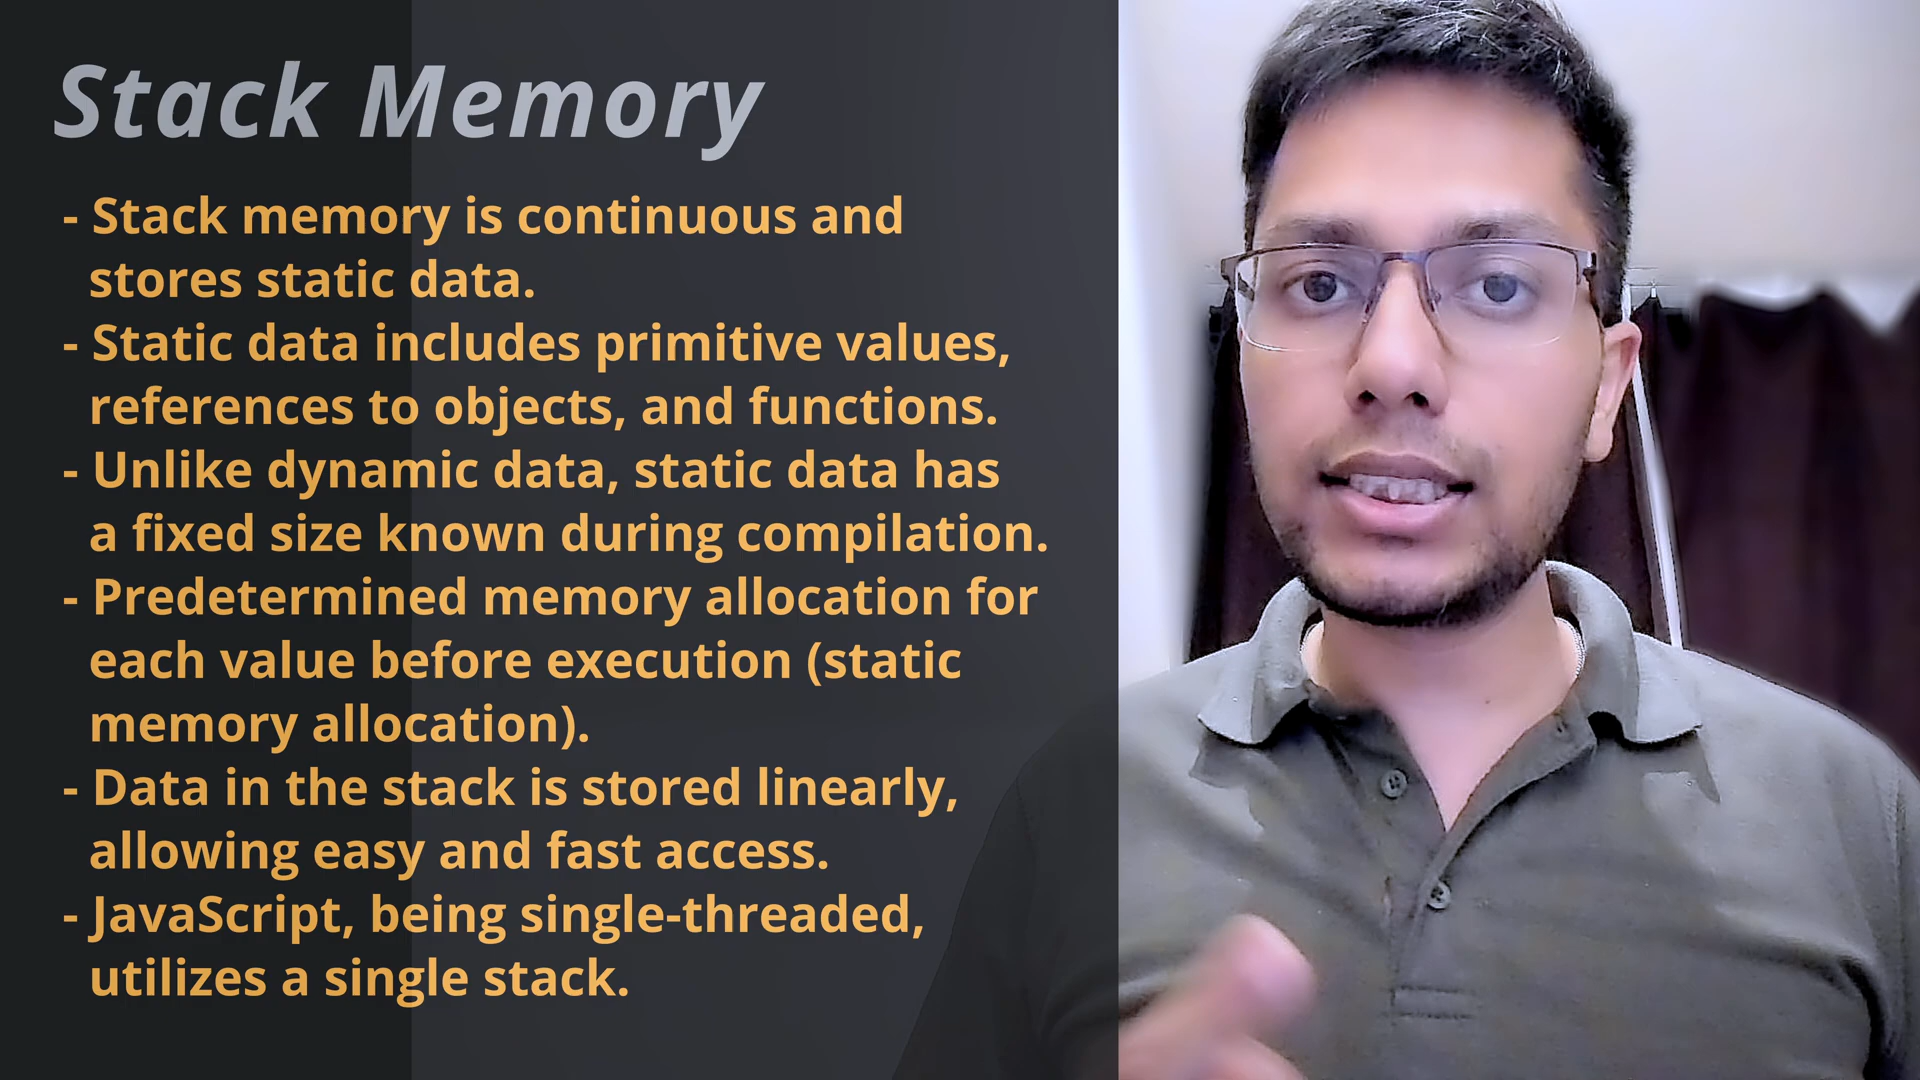 Stack Memory
- Stack memory is continuous and
stores static data.
- Static data includes primitive values,
references to objects, and functions.
- Unlike dynamic data, static data has
a fixed size known during compilation.
- Predetermined memory allocation for
each value before execution (static
memory allocation).
- Data in the stack is stored linearly,
allowing easy and fast access.
- JavaScript, being single-threaded,
utilizes a single stack.